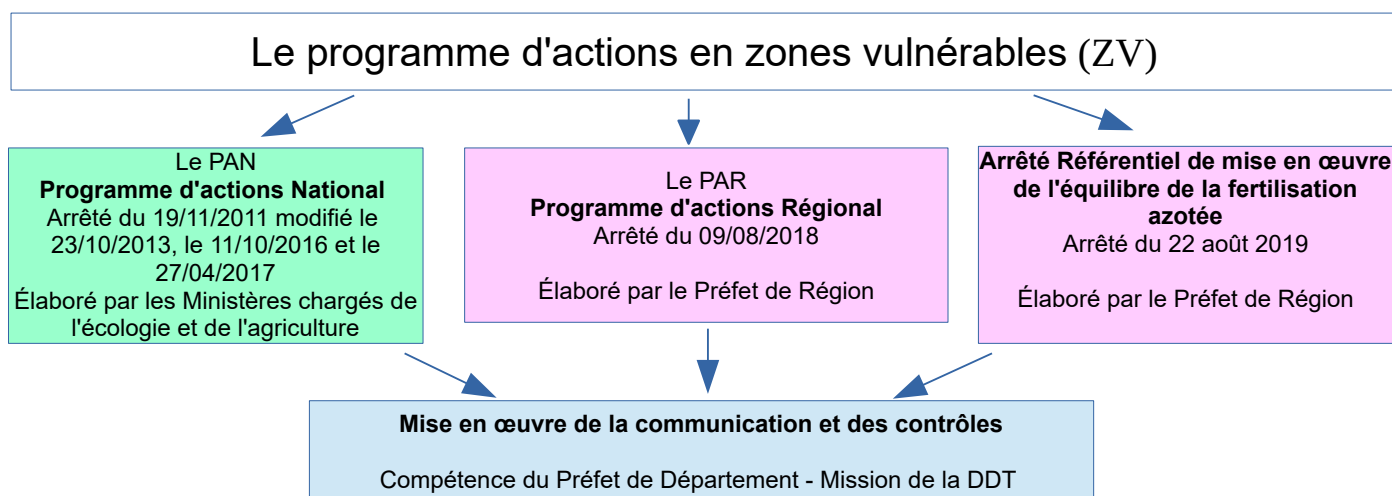 Le programme d'actions en zones vulnérables (ZV)
Le PAN
Programme d'actions National
Arrêté du 19/11/2011 modifié le
23/10/2013, le 11/10/2016 et le
27/04/2017
Élaboré par les Ministères chargés de
l'écologie et de l'agriculture
Le PAR
Programme d'actions Régional
Arrêté du 09/08/2018
Élaboré par le Préfet de Région
Arrêté Référentiel de mise en œuvre
de l'équilibre de la fertilisation
azotée
Arrêté du 22 août 2019
Élaboré par le Préfet de Région
Mise en œuvre de la communication et des contrôles
Compétence du Préfet de Département - Mission de la DDT